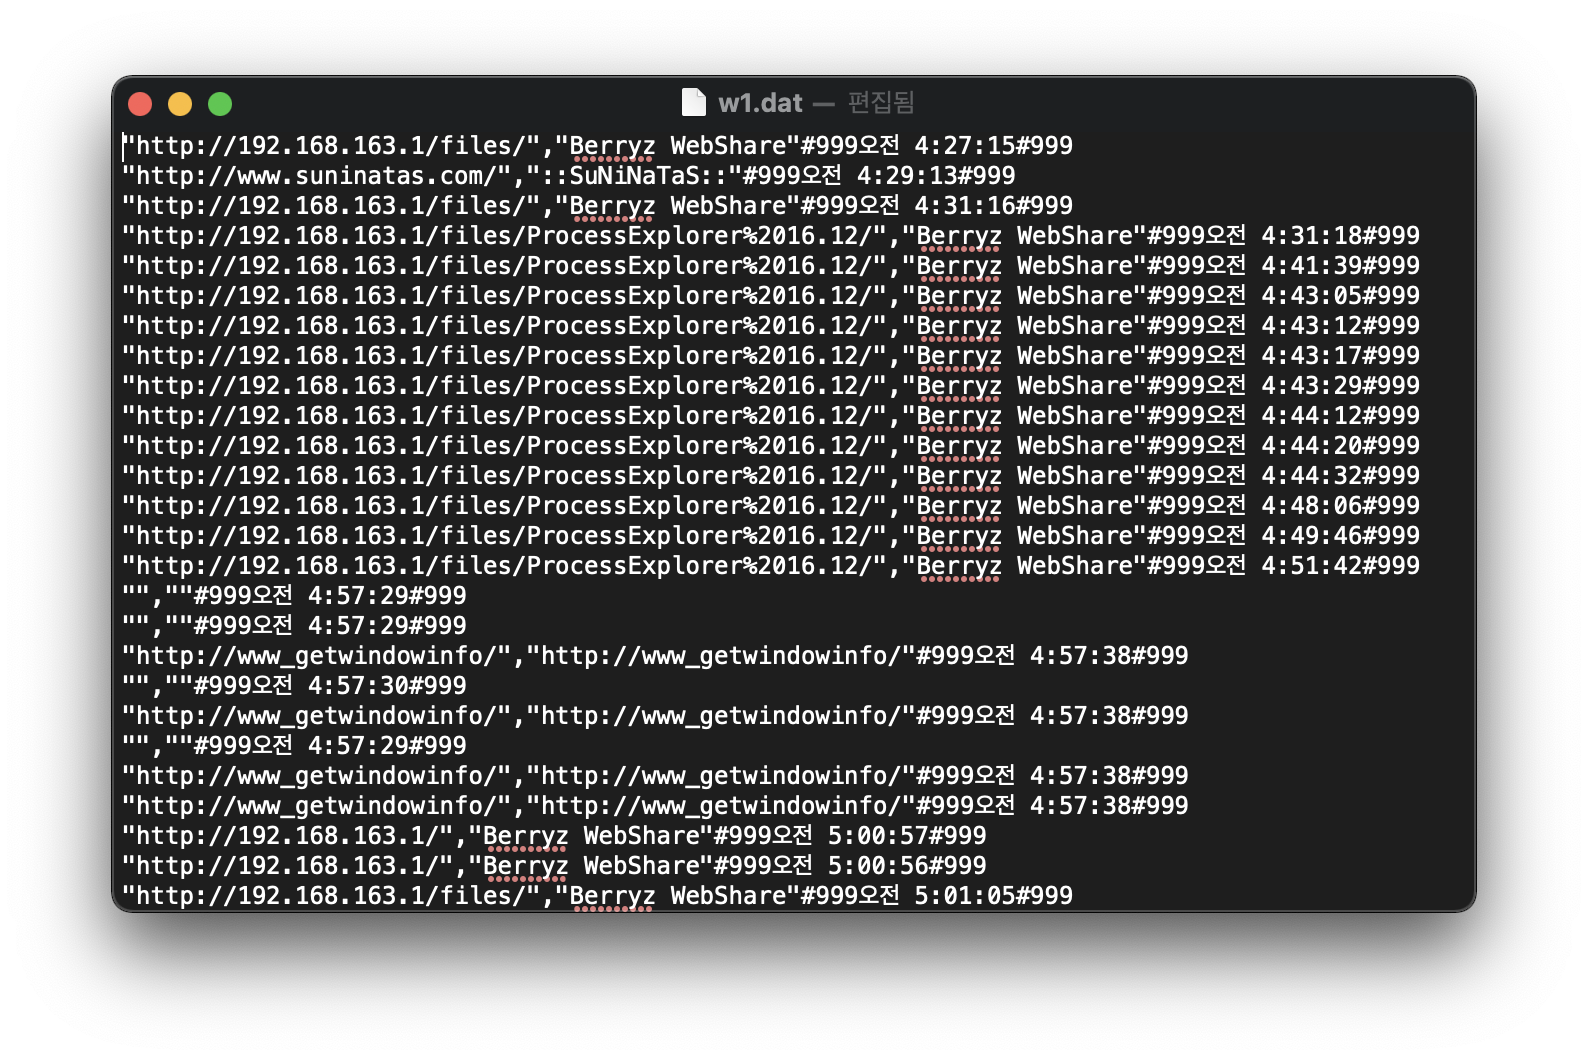 w1.dat — 편집됨
"http://192.168.163.1/files/","Berryz WebShare"#999오전 4:27:15#999
"http://www.suninatas.com/","::SuNiNaTaS::"#999오전 4:29:13#999
"http://192.168.163.1/files/","Berryz WebShare"#999오전 4:31:16#999
"http://192.168.163.1/files/ProcessExplorer%2016.12/","Berryz WebShare"#999오전 4:31:18#999
"http://192.168.163.1/files/ProcessExplorer%2016.12/","Berryz WebShare"#999오전 4:41:39#999
"http://192.168.163.1/files/ProcessExplorer%2016.12/","Berryz WebShare"#999오전 4:43:05#999
"http://192.168.163.1/files/ProcessExplorer%2016.12/","Berryz WebShare"#999오전 4:43:12#999
"http://192.168.163.1/files/ProcessExplorer%2016.12/","Berryz WebShare"#999오전 4:43:17#999
"http://192.168.163.1/files/ProcessExplorer%2016.12/","Berryz WebShare"#999오전 4:43:29#999
"http://192.168.163.1/files/ProcessExplorer%2016.12/","Berryz WebShare"#999오전 4:44:12#999
"http://192.168.163.1/files/ProcessExplorer%2016.12/","Berryz WebShare"#999오전 4:44:20#999
"http://192.168.163.1/files/ProcessExplorer%2016.12/","Berryz WebShare"#999오전 4:44:32#999
"http://192.168.163.1/files/ProcessExplorer%2016.12/","Berryz WebShare"#999오전 4:48:06#999
"http://192.168.163.1/files/ProcessExplorer%2016.12/","Berryz WebShare"#999오전 4:49:46#999
"http://192.168.163.1/files/ProcessExplorer%2016.12/","Berryz WebShare"#999오전 4:51:42#999
"",""#999오전 4:57:29#999
"",""#999오전 4:57:29#999
"http://www_getwindowinfo/","http://www_getwindowinfo/"#999오전 4:57:38#999
"",""#999오전 4:57:30#999
"http://www_getwindowinfo/","http://www_getwindowinfo/"#999오전 4:57:38#999
"",""#999오전 4:57:29#999
"http://www_getwindowinfo/","http://www_getwindowinfo/"#999오전 4:57:38#999
"http://www_getwindowinfo/","http://www_getwindowinfo/"#999오전 4:57:38#999
"http://192.168.163.1/","Berryz WebShare"#999오전 5:00:57#999
"http://192.168.163.1/","Berryz WebShare"#999오전 5:00:56#999
"http://192.168.163.1/files/","Berryz WebShare"#999오전 5:01:05#999